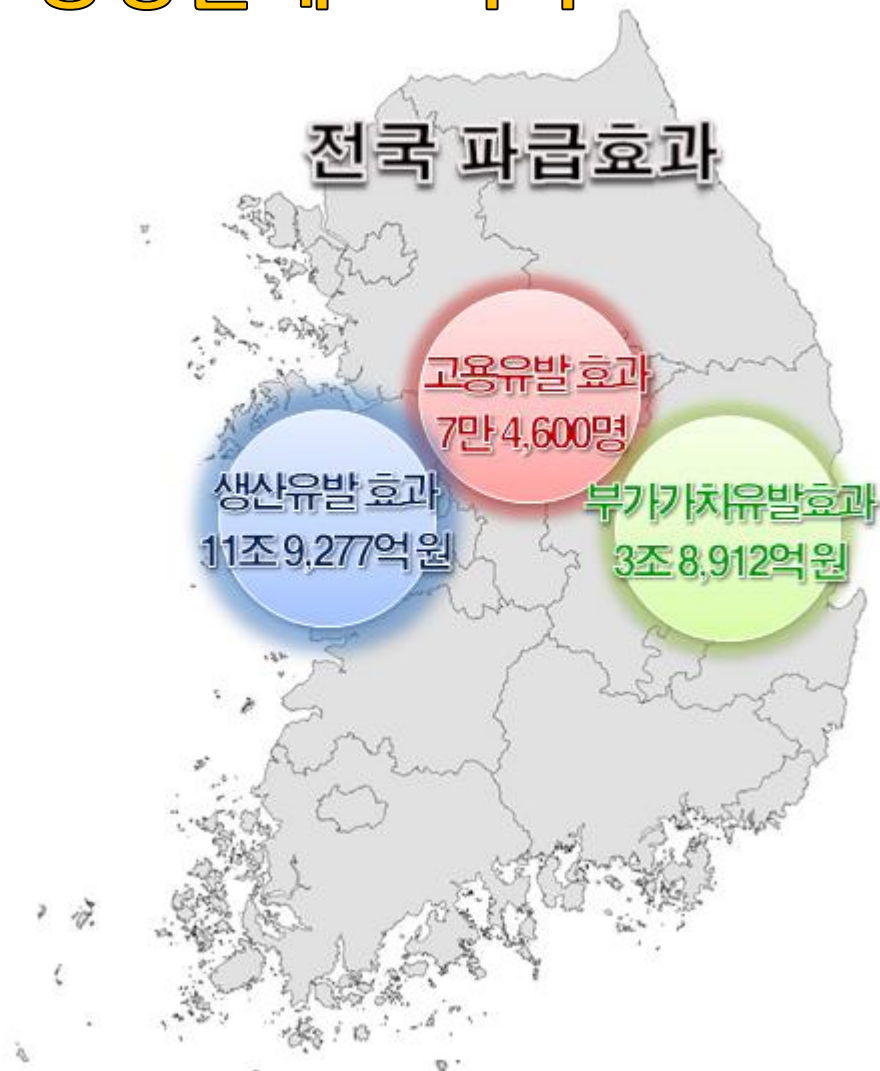 전국 파급효과
고용유발 효과
7만 4,600명
생산유발 효과
11조 9,277억 원
부가가치유발효과
3조 8,912억 원